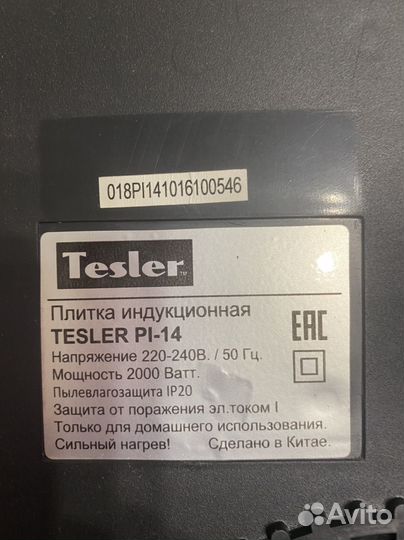 018PI141016100546
Tesler™
Плитка индукционная
TESLER PI-14
Напряжение 220-240В. / 50 Гц.
Мощность 2000 Ватт.
Пылевлагозащита IP20
Защита от поражения эл.током I
Только для домашнего использования.
Сильный нагрев! Сделано в Китае.
EAC
Avito